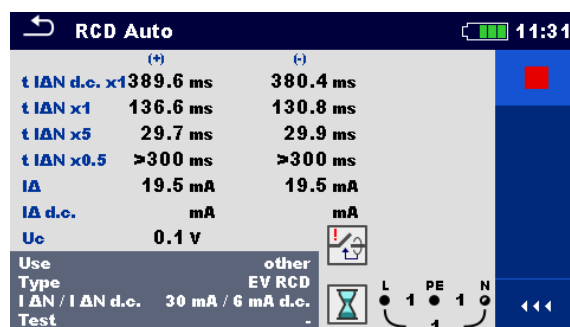 RCD Auto 11:31
(+) (-)
t IΔN d.c. x1 389.6 ms 380.4 ms
t IΔN x1 136.6 ms 130.8 ms
t IΔN x5 29.7 ms 29.9 ms
t IΔN x0.5 >300 ms >300 ms
IΔ 19.5 mA 19.5 mA
IΔ d.c. mA mA
Uc 0.1 V
Use other
Type EV RCD
I ΔN / I ΔN d.c. 30 mA / 6 mA d.c.
Test -
L PE N
1 1
1